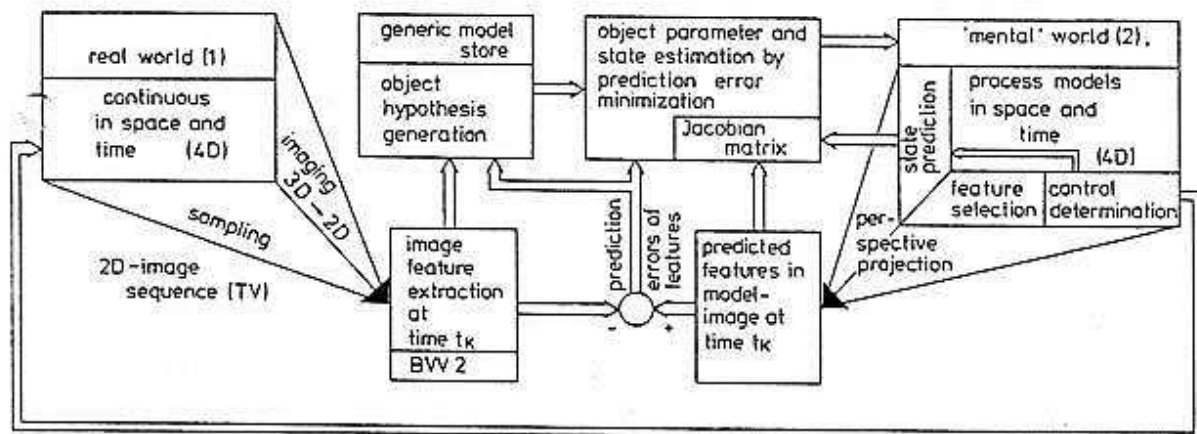 real world (1)
continuous
in space and
time (4D)
sampling
imaging
3D-2D
2D-image
sequence (TV)
generic model
store
object
hypothesis
generation
image
feature
extraction
at
time tK
BVV 2
object parameter and
state estimation by
prediction error
minimization
Jacobian
matrix
prediction
errors of
features
-
+
predicted
features in
model-
image at
time tK
'mental' world (2).
process models
in space and
time
(4D)
state
prediction
feature
selection
control
determination
per-
spective
projection